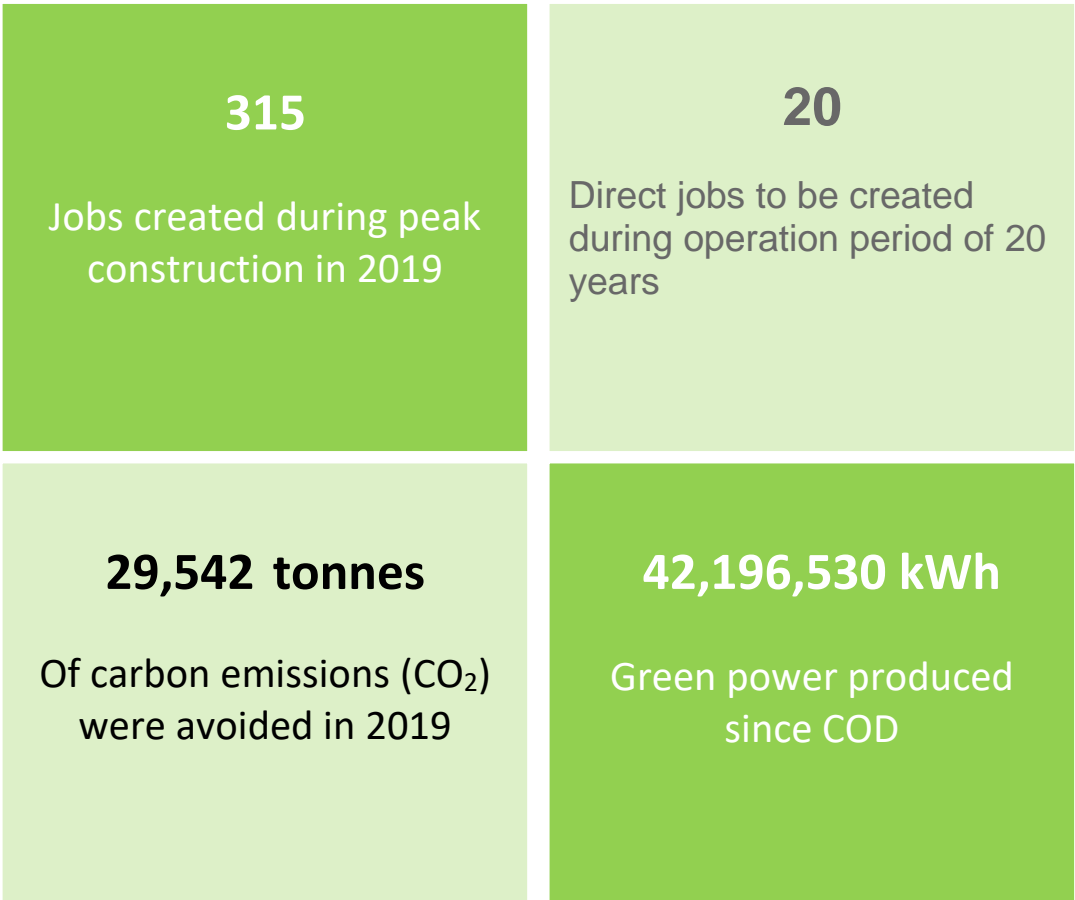 315
Jobs created during peak
construction in 2019
20
Direct jobs to be created
during operation period of 20
years
29,542 tonnes
Of carbon emissions (CO₂)
were avoided in 2019
42,196,530 kWh
Green power produced
since COD